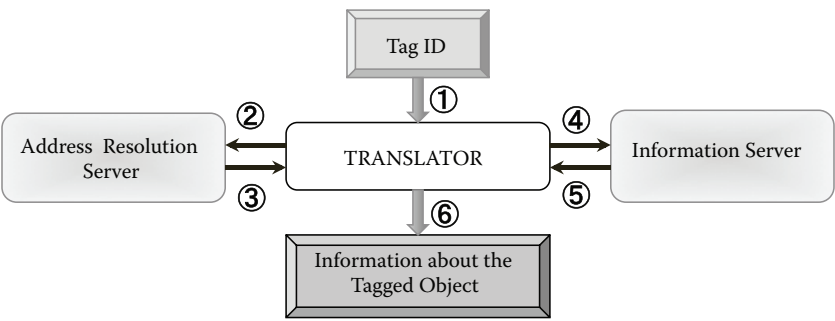 Tag ID
①
②
④
Address Resolution
Server
TRANSLATOR
Information Server
③
⑤
⑥
Information about the
Tagged Object